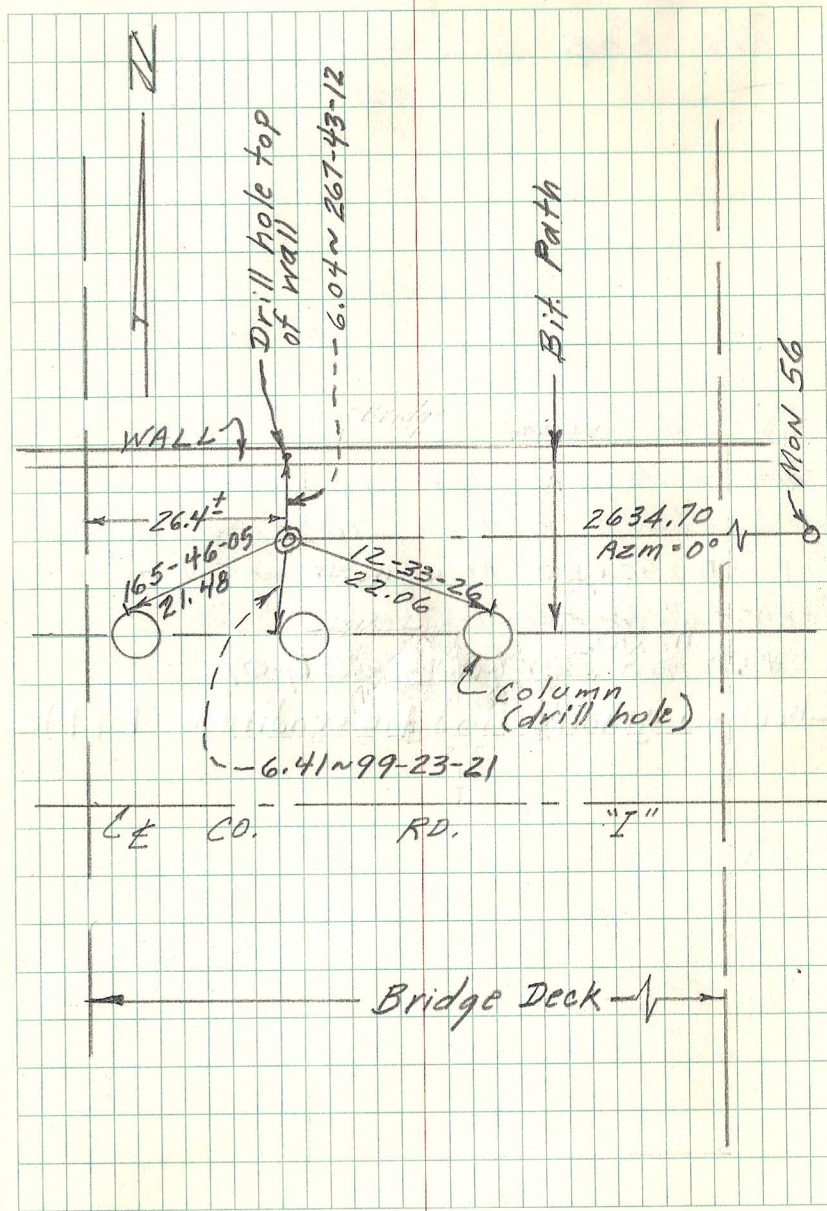 N
Drill hole top
of wall
6.04~267-43-12
Bit. Path
MON 56
WALL
26.4±
2634.70
Azm=0°
165-46-05
21.48
12-33-26
22.06
column
(drill hole)
6.41~99-23-21
℄ CO. RD. "I"
Bridge Deck